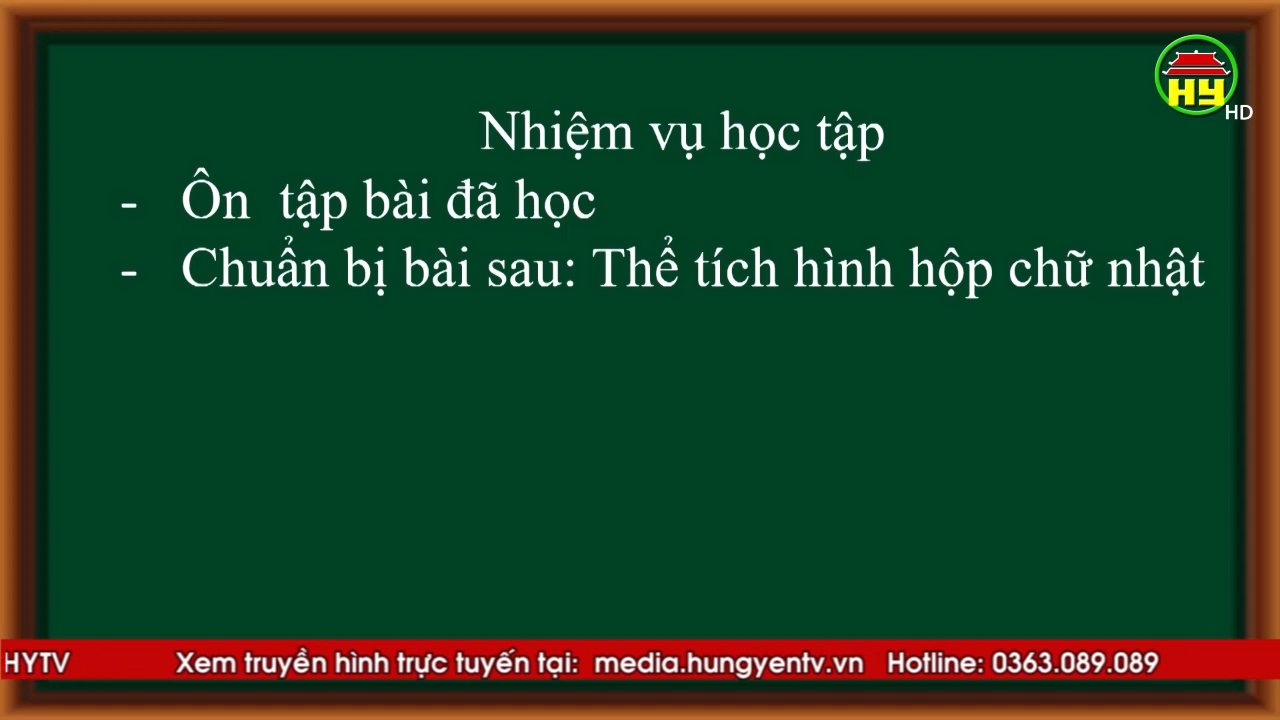 HY
HD
Nhiệm vụ học tập
- Ôn tập bài đã học
- Chuẩn bị bài sau: Thể tích hình hộp chữ nhật
HYTV Xem truyền hình trực tuyến tại: media.hungyentv.vn Hotline: 0363.089.089